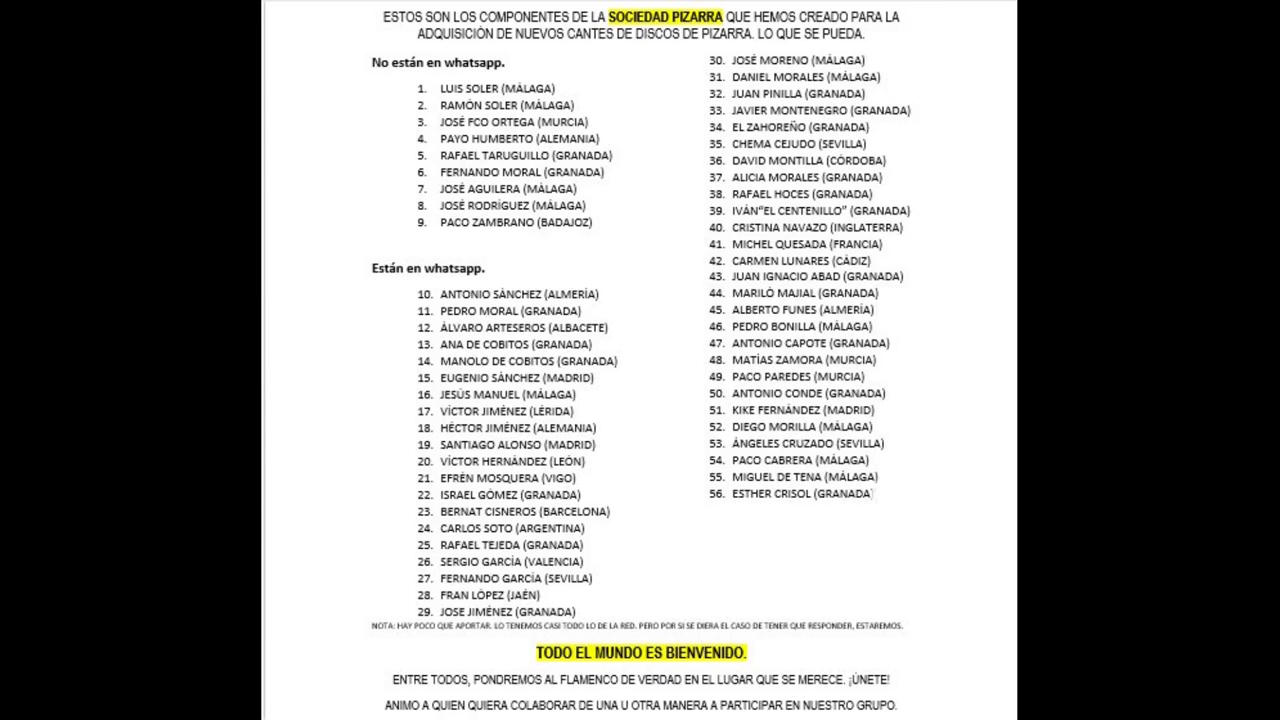 ESTOS SON LOS COMPONENTES DE LA SOCIEDAD PIZARRA QUE HEMOS CREADO PARA LA
ADQUISICIÓN DE NUEVOS CANTES DE DISCOS DE PIZARRA. LO QUE SE PUEDA.
No están en whatsapp.
1. LUIS SOLER (MÁLAGA)
2. RAMÓN SOLER (MÁLAGA)
3. JOSÉ FCO ORTEGA (MURCIA)
4. PAYO HUMBERTO (ALEMANIA)
5. RAFAEL TARUGUILLO (GRANADA)
6. FERNANDO MORAL (GRANADA)
7. JOSÉ AGUILERA (MÁLAGA)
8. JOSÉ RODRÍGUEZ (MÁLAGA)
9. PACO ZAMBRANO (BADAJOZ)
Están en whatsapp.
10. ANTONIO SÁNCHEZ (ALMERÍA)
11. PEDRO MORAL (GRANADA)
12. ÁLVARO ARTESEROS (ALBACETE)
13. ANA DE COBITOS (GRANADA)
14. MANOLO DE COBITOS (GRANADA)
15. EUGENIO SÁNCHEZ (MADRID)
16. JESÚS MANUEL (MÁLAGA)
17. VÍCTOR JIMÉNEZ (LÉRIDA)
18. HÉCTOR JIMÉNEZ (ALEMANIA)
19. SANTIAGO ALONSO (MADRID)
20. VÍCTOR HERNÁNDEZ (LEÓN)
21. EFRÉN MOSQUERA (VIGO)
22. ISRAEL GÓMEZ (GRANADA)
23. BERNAT CISNEROS (BARCELONA)
24. CARLOS SOTO (ARGENTINA)
25. RAFAEL TEJEDA (GRANADA)
26. SERGIO GARCÍA (VALENCIA)
27. FERNANDO GARCÍA (SEVILLA)
28. FRAN LÓPEZ (JAÉN)
29. JOSE JIMÉNEZ (GRANADA)
30. JOSÉ MORENO (MÁLAGA)
31. DANIEL MORALES (MÁLAGA)
32. JUAN PINILLA (GRANADA)
33. JAVIER MONTENEGRO (GRANADA)
34. EL ZAHOREÑO (GRANADA)
35. CHEMA CEJUDO (SEVILLA)
36. DAVID MONTILLA (CÓRDOBA)
37. ALICIA MORALES (GRANADA)
38. RAFAEL HOCES (GRANADA)
39. IVÁN“EL CENTENILLO” (GRANADA)
40. CRISTINA NAVAZO (INGLATERRA)
41. MICHEL QUESADA (FRANCIA)
42. CARMEN LUNARES (CÁDIZ)
43. JUAN IGNACIO ABAD (GRANADA)
44. MARILÓ MAJIAL (GRANADA)
45. ALBERTO FUNES (ALMERÍA)
46. PEDRO BONILLA (MÁLAGA)
47. ANTONIO CAPOTE (GRANADA)
48. MATÍAS ZAMORA (MURCIA)
49. PACO PAREDES (MURCIA)
50. ANTONIO CONDE (GRANADA)
51. KIKE FERNÁNDEZ (MADRID)
52. DIEGO MORILLA (MÁLAGA)
53. ÁNGELES CRUZADO (SEVILLA)
54. PACO CABRERA (MÁLAGA)
55. MIGUEL DE TENA (MÁLAGA)
56. ESTHER CRISOL (GRANADA)
NOTA: HAY POCO QUE APORTAR. LO TENEMOS CASI TODO LO DE LA RED. PERO POR SI SE DIERA EL CASO DE TENER QUE RESPONDER, ESTAREMOS.
TODO EL MUNDO ES BIENVENIDO.
ENTRE TODOS, PONDREMOS AL FLAMENCO DE VERDAD EN EL LUGAR QUE SE MERECE. ¡ÚNETE!
ANIMO A QUIEN QUIERA COLABORAR DE UNA U OTRA MANERA A PARTICIPAR EN NUESTRO GRUPO.